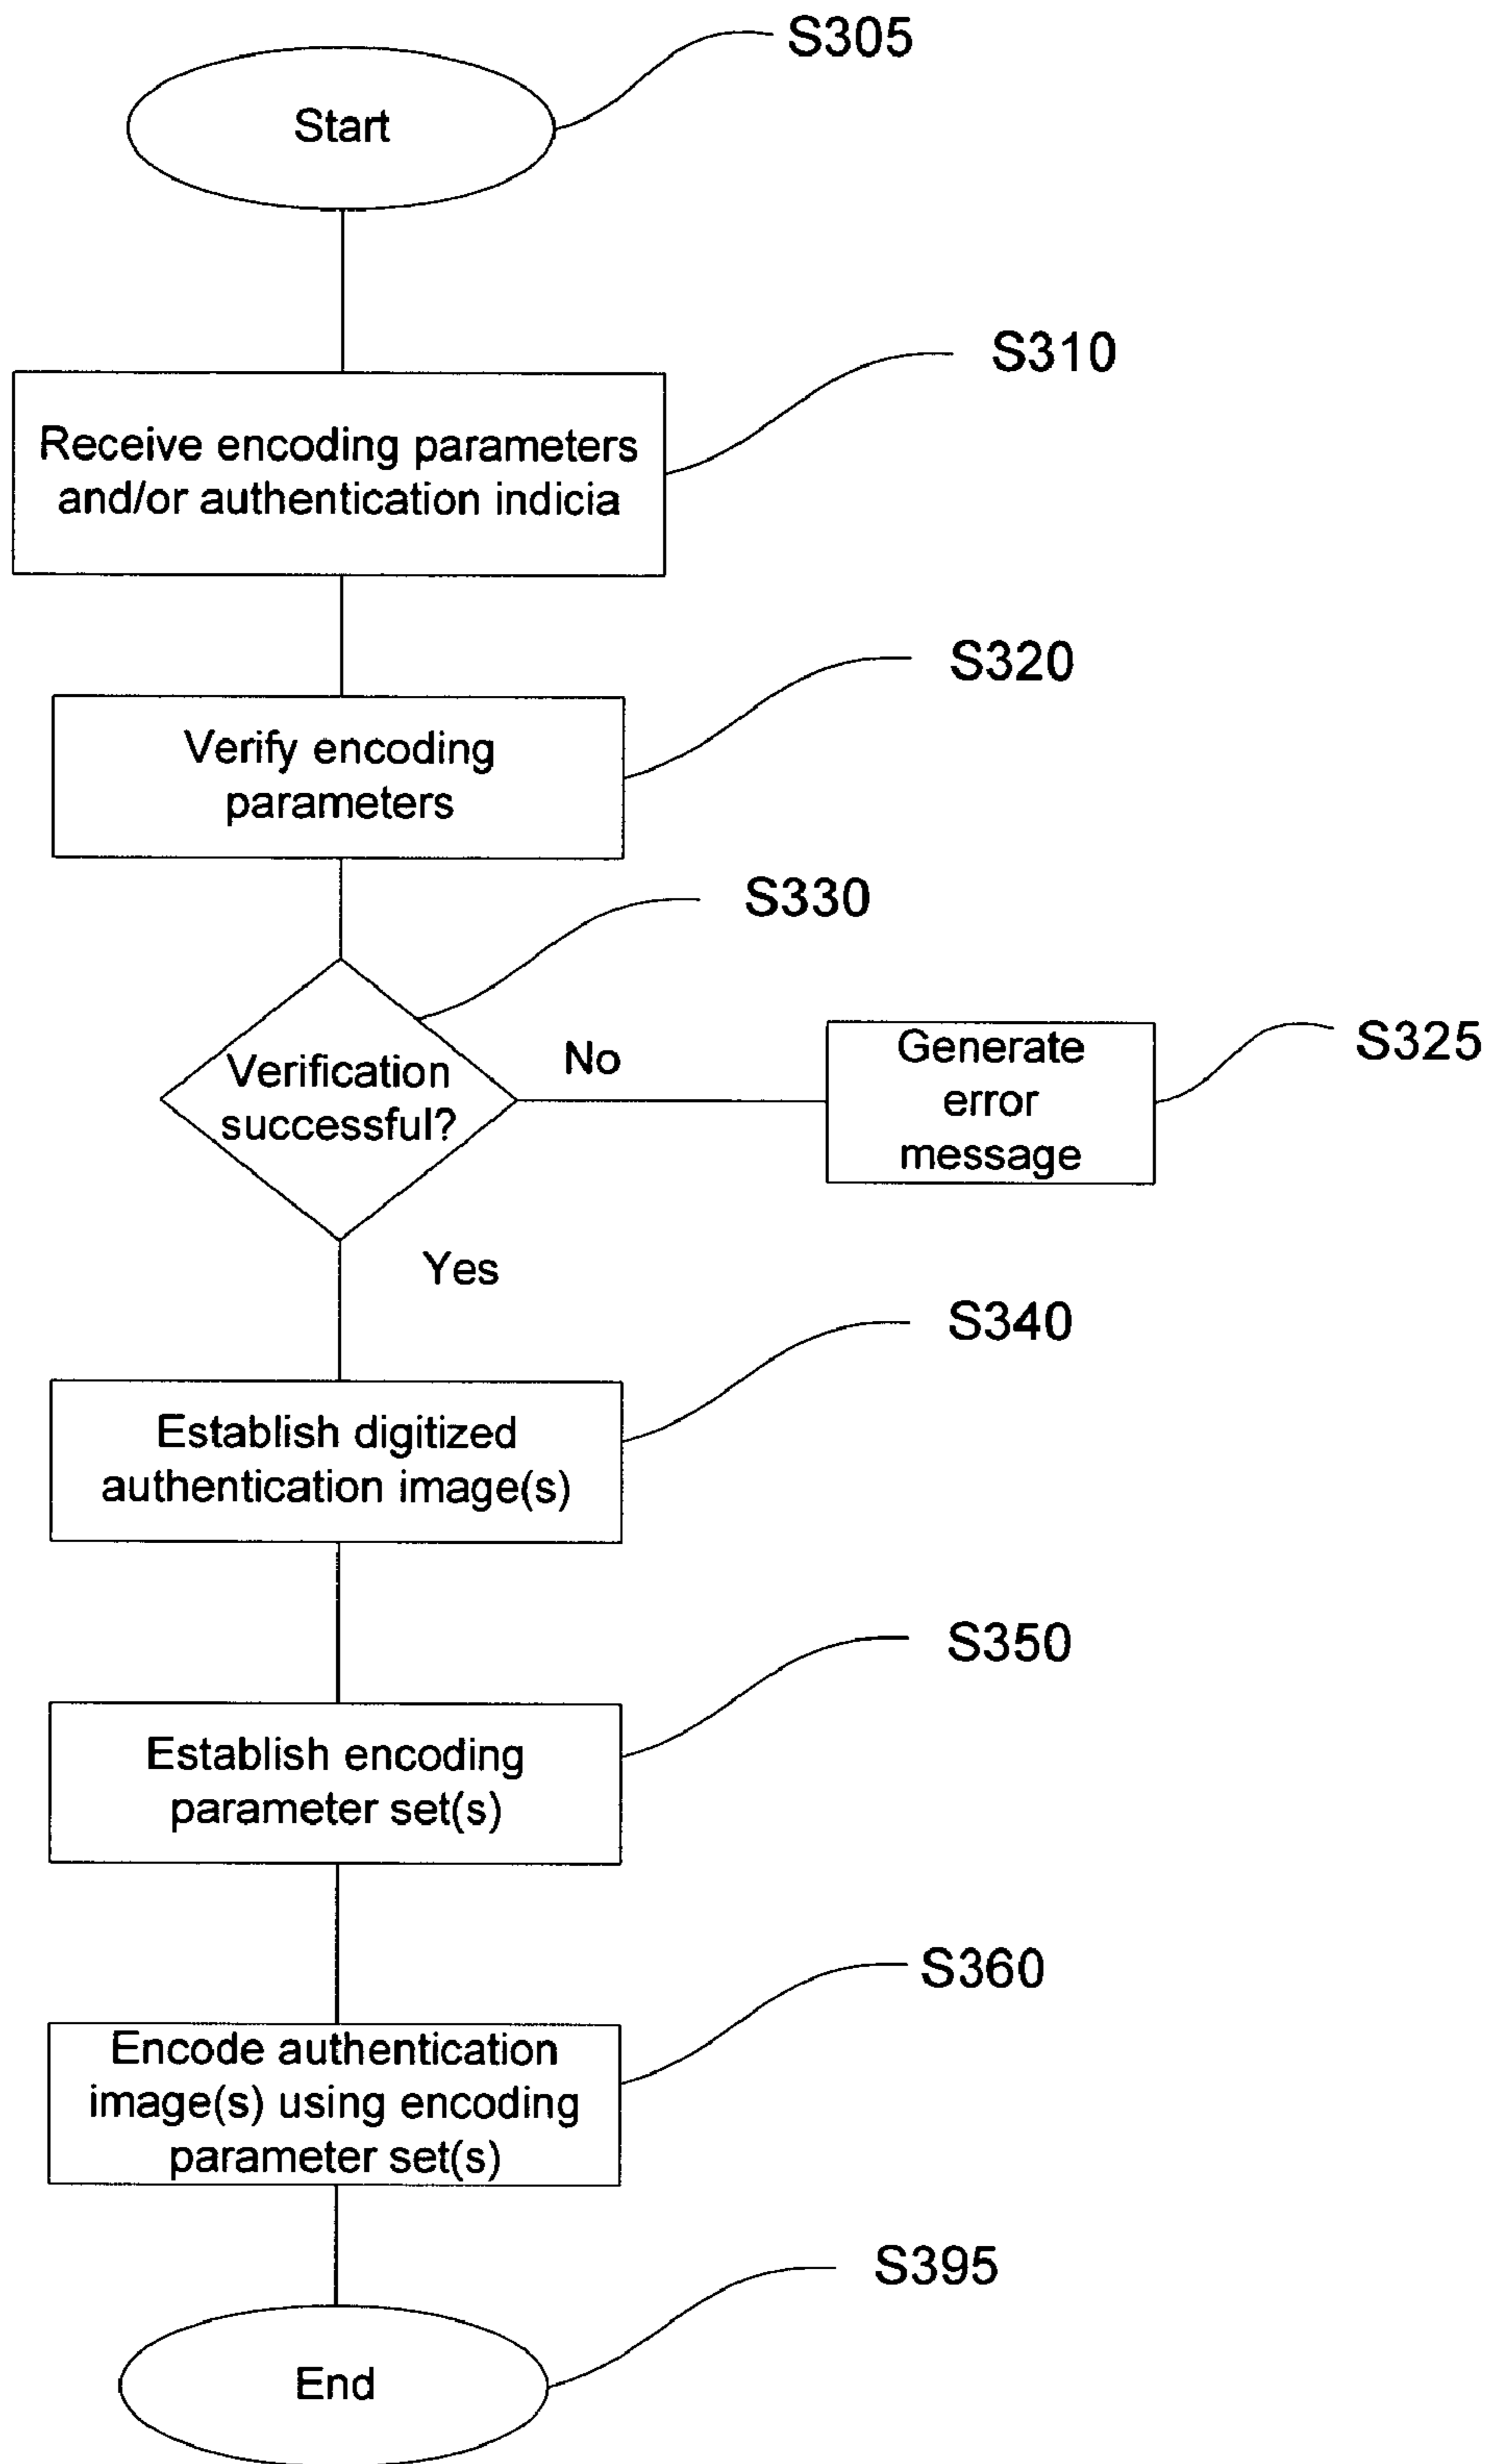 S305
Start
S310
Receive encoding parameters
and/or authentication indicia
S320
Verify encoding
parameters
S330
Verification
successful?
No
Generate
error
message
S325
Yes
S340
Establish digitized
authentication image(s)
S350
Establish encoding
parameter set(s)
S360
Encode authentication
image(s) using encoding
parameter set(s)
S395
End